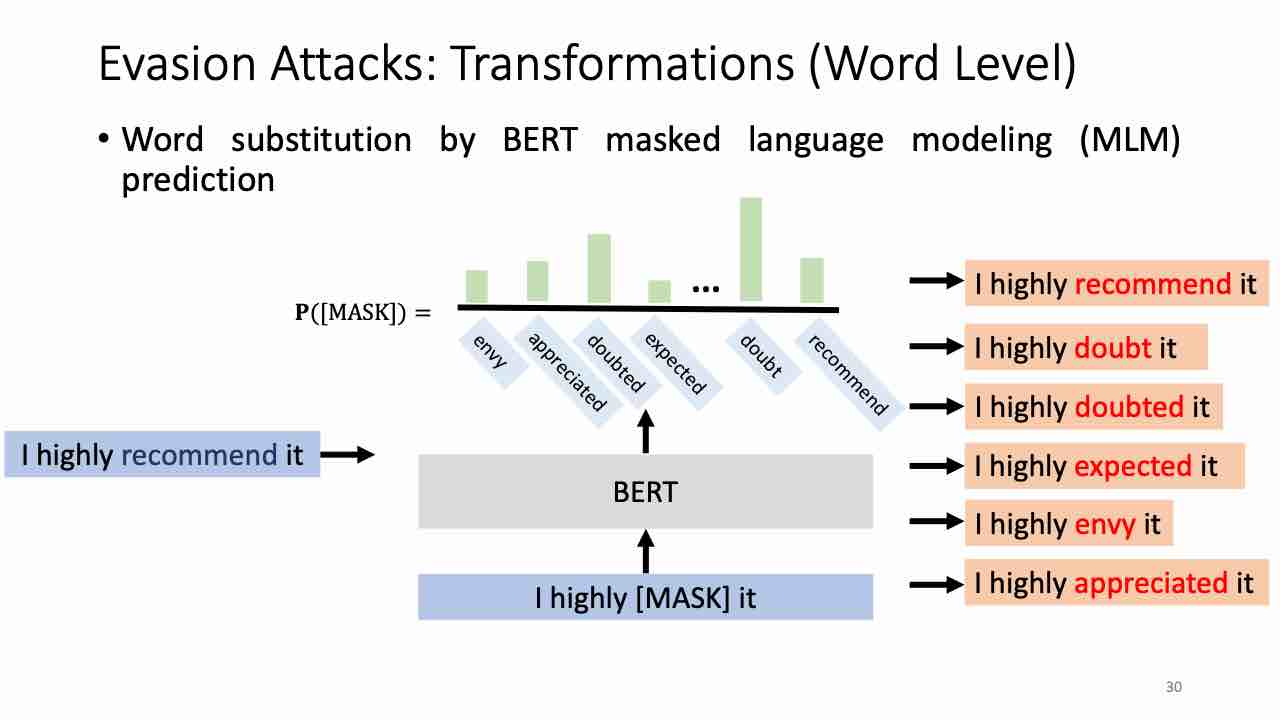 Evasion Attacks: Transformations (Word Level)
• Word substitution by BERT masked language modeling (MLM)
prediction
P([MASK]) =
...
envy
appreciated
doubted
expected
doubt
recommend
I highly recommend it
BERT
I highly [MASK] it
I highly recommend it
I highly doubt it
I highly doubted it
I highly expected it
I highly envy it
I highly appreciated it
30